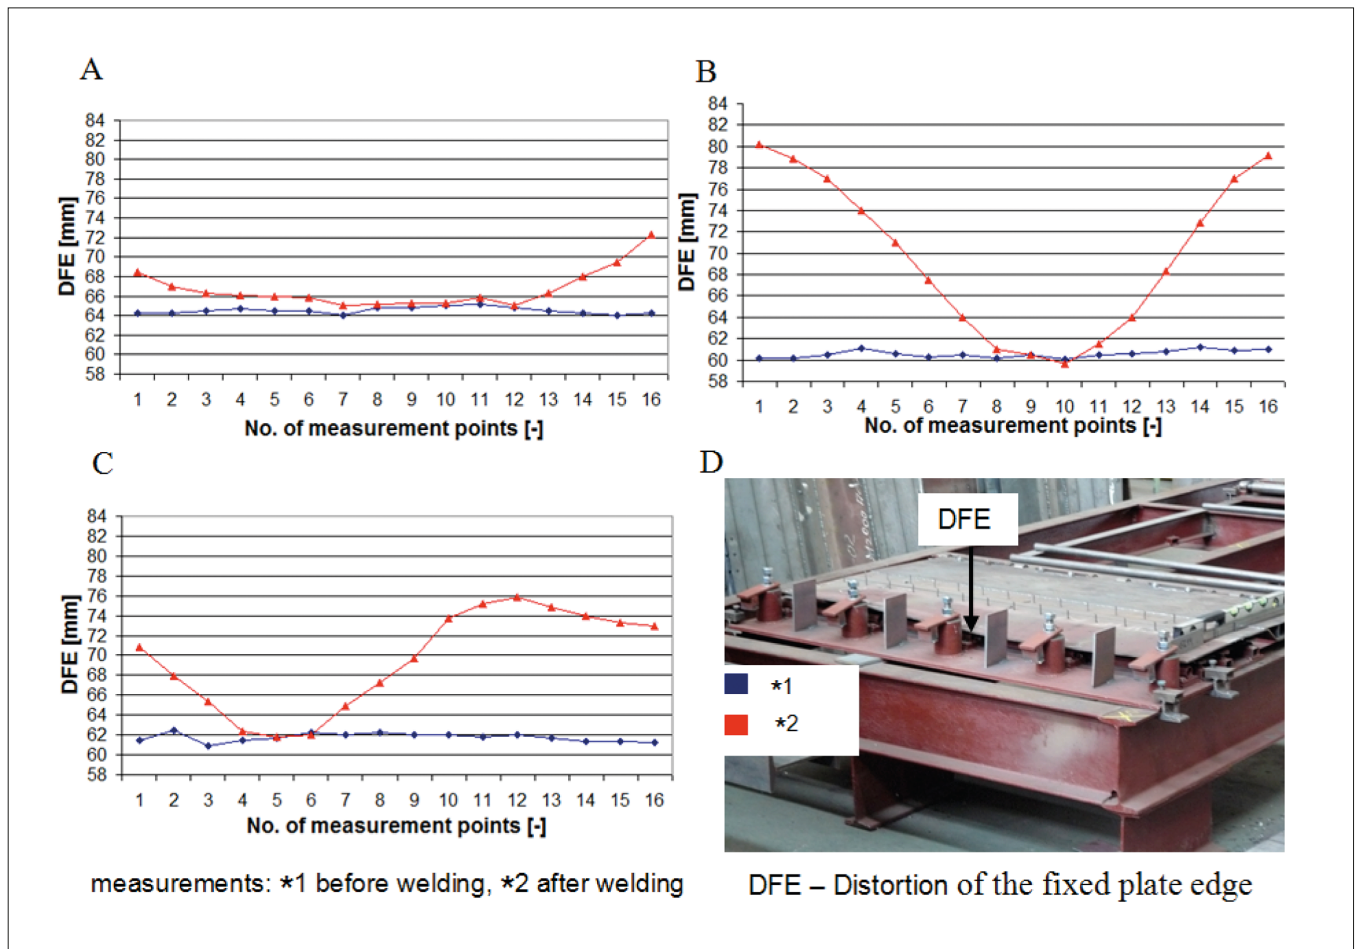 A
84
82
80
78
76
74
72
70
68
66
64
62
60
58
DFE [mm]
1 2 3 4 5 6 7 8 9 10 11 12 13 14 15 16
No. of measurement points [-]
B
84
82
80
78
76
74
72
70
68
66
64
62
60
58
DFE [mm]
1 2 3 4 5 6 7 8 9 10 11 12 13 14 15 16
No. of measurement points [-]
C
84
82
80
78
76
74
72
70
68
66
64
62
60
58
DFE [mm]
1 2 3 4 5 6 7 8 9 10 11 12 13 14 15 16
No. of measurement points [-]
D
DFE
*1
*2
measurements: *1 before welding, *2 after welding
DFE – Distortion of the fixed plate edge